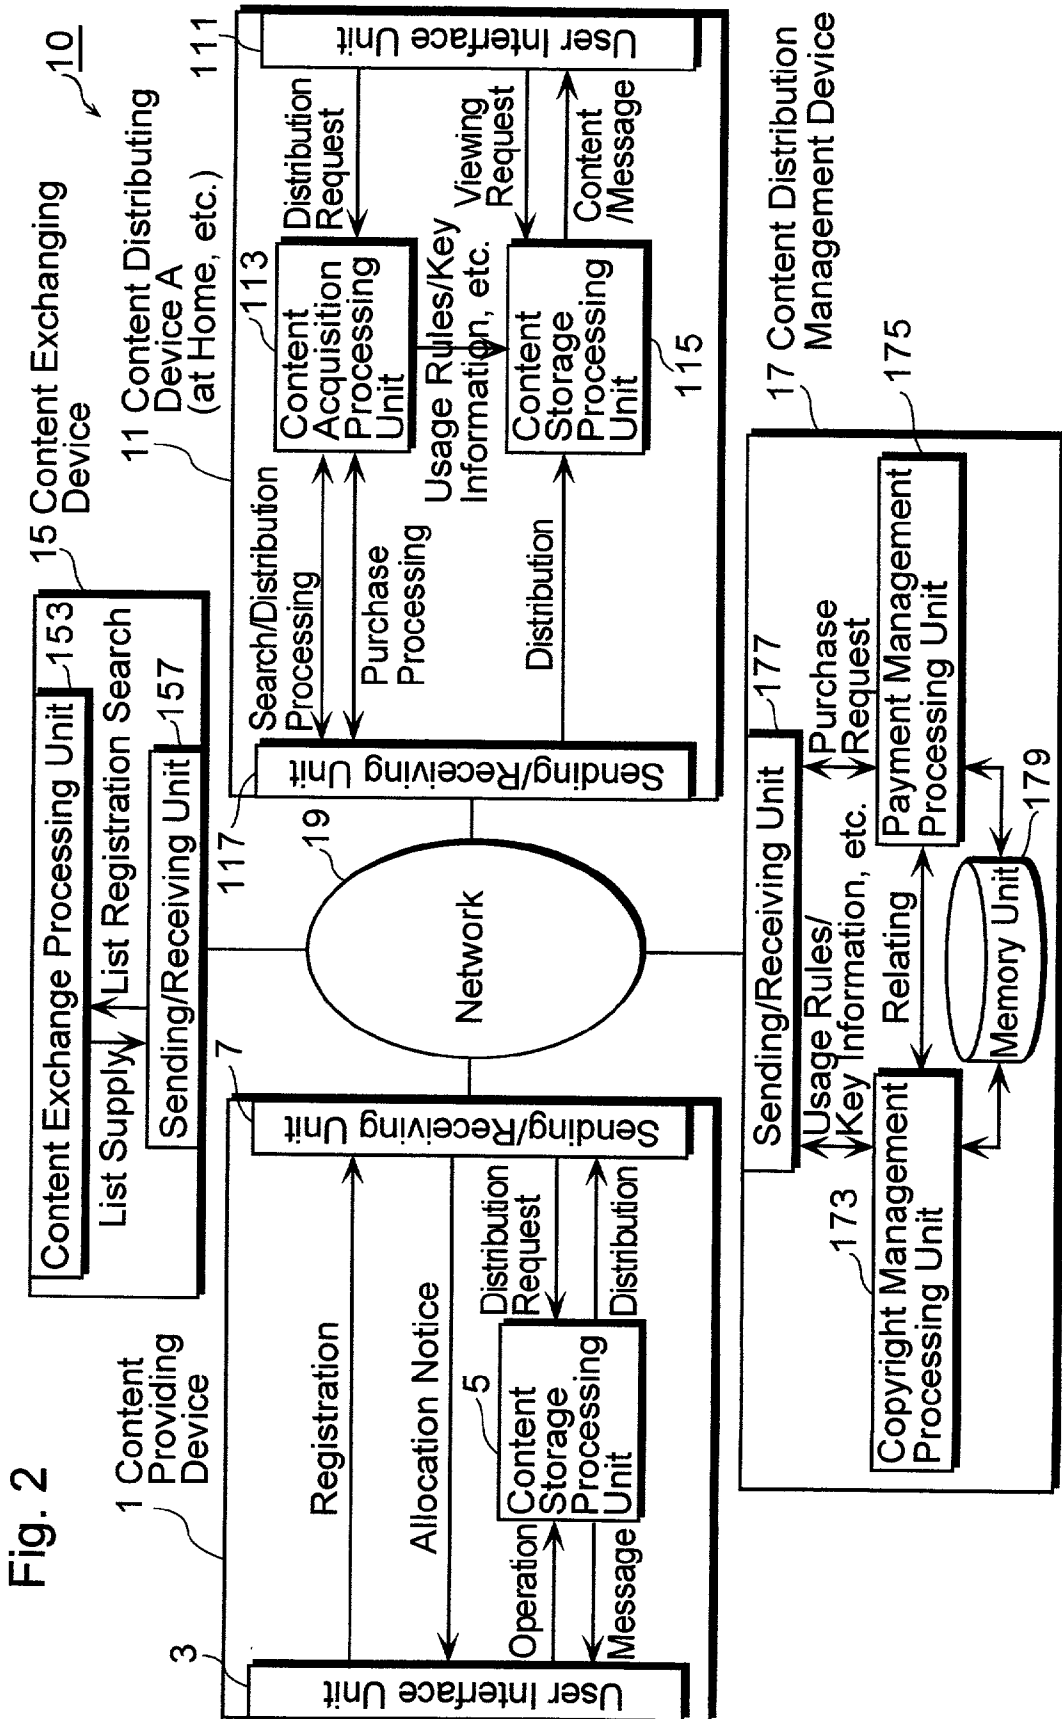 Fig. 2
10
15 Content Exchanging
Device
Content Exchange Processing Unit
153
List Supply
List Registration Search
Sending/Receiving Unit
157
1 Content
Providing
Device
3
User Interface Unit
Registration
Allocation Notice
Operation
Message
5
Content
Storage
Processing
Unit
Distribution
Request
Distribution
7
Sending/Receiving Unit
19
Network
11 Content Distributing
Device A
(at Home, etc.)
117
Sending/Receiving Unit
Search/Distribution
Processing
Purchase
Processing
Distribution
113
Content
Acquisition
Processing
Unit
Usage Rules/Key
Information, etc.
Content
Storage
Processing
Unit
115
Distribution
Request
Viewing
Request
Content
/Message
111
User Interface Unit
17 Content Distribution
Management Device
Sending/Receiving Unit
177
Usage Rules/
Key Information, etc.
Purchase
Request
173
Copyright Management
Processing Unit
Relating
175
Payment Management
Processing Unit
Memory Unit
179